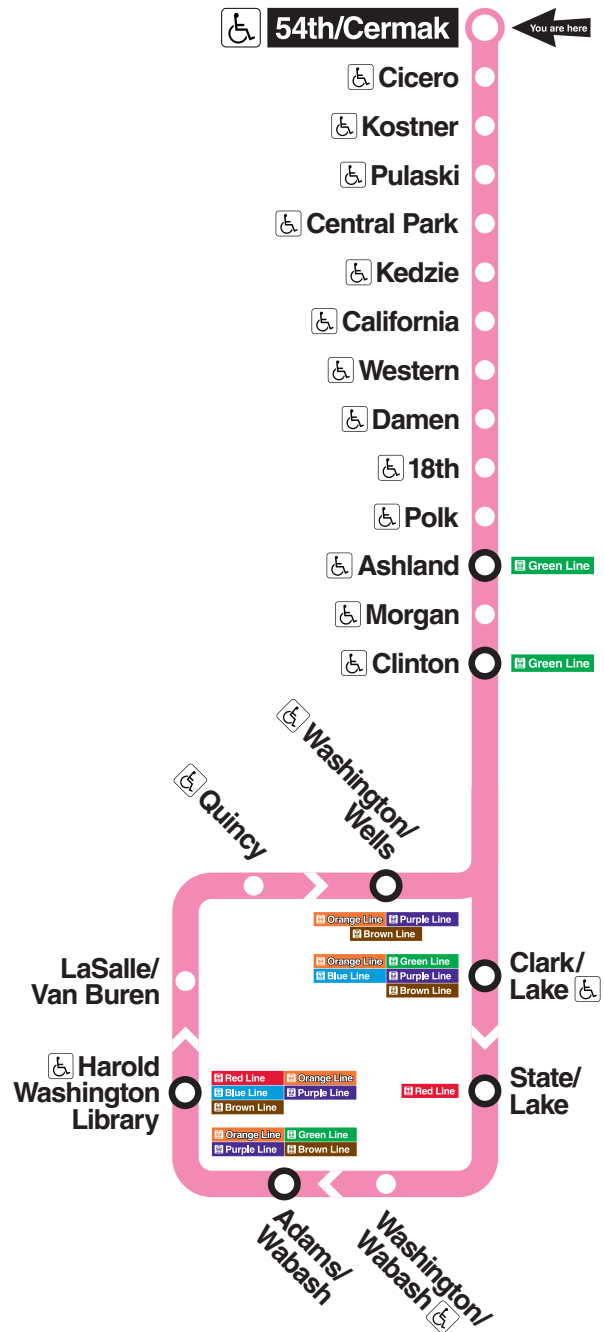 54th/Cermak
You are here
Cicero
Kostner
Pulaski
Central Park
Kedzie
California
Western
Damen
18th
Polk
Ashland
Green Line
Morgan
Clinton
Green Line
Washington/
Wells
Quincy
Orange Line Purple Line
Brown Line
Orange Line Green Line
Blue Line Purple Line
Brown Line
Clark/
Lake
LaSalle/
Van Buren
Harold
Washington
Library
Red Line Orange Line
Blue Line Purple Line
Brown Line
Red Line
State/
Lake
Orange Line Green Line
Purple Line Brown Line
Adams/
Wabash
Washington/
Wabash